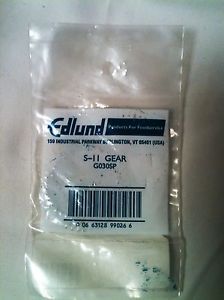 Edlund
Products For Foodservice
159 INDUSTRIAL PARKWAY BURLINGTON, VT 05401 (USA)
S-11 GEAR
G030SP
0 06 63128 99026 6